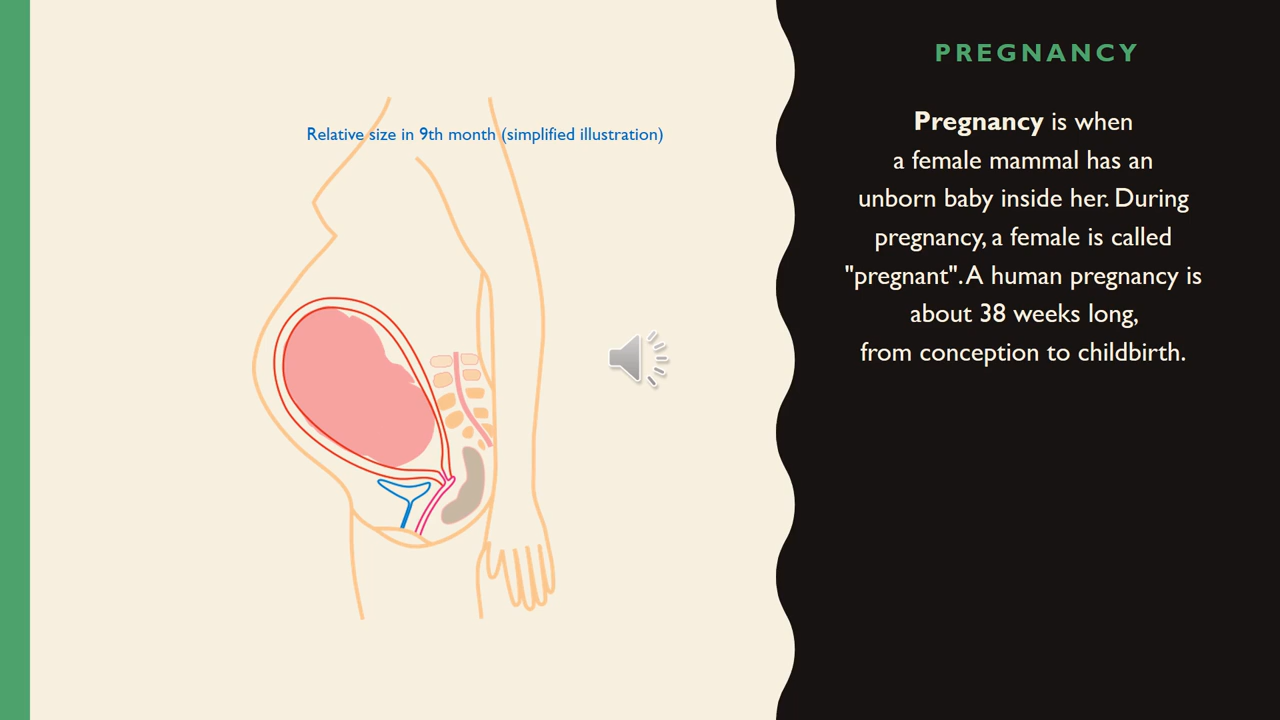 Relative size in 9th month (simplified illustration)
PREGNANCY
Pregnancy is when
a female mammal has an
unborn baby inside her. During
pregnancy, a female is called
"pregnant". A human pregnancy is
about 38 weeks long,
from conception to childbirth.